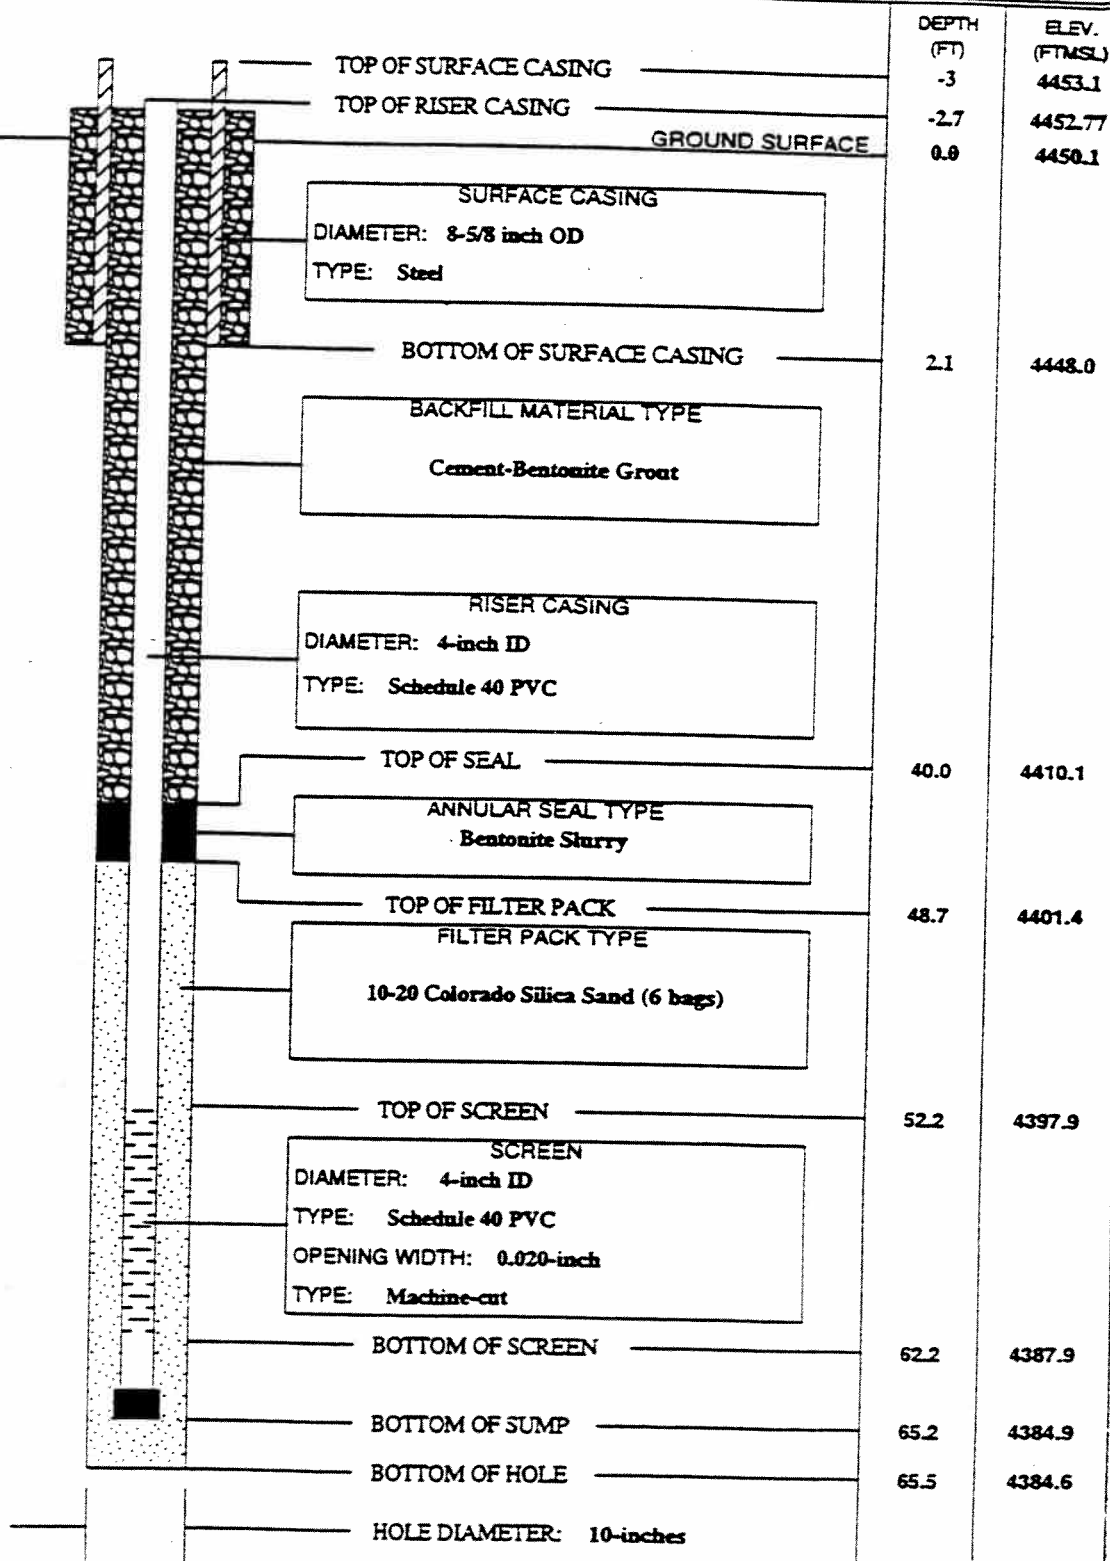 DEPTH ELEV.
(FT) (FTMSL)
TOP OF SURFACE CASING -3 4453.1
TOP OF RISER CASING -2.7 4452.77
GROUND SURFACE 0.0 4450.1
SURFACE CASING
DIAMETER: 8-5/8 inch OD
TYPE: Steel
BOTTOM OF SURFACE CASING 2.1 4448.0
BACKFILL MATERIAL TYPE
Cement-Bentonite Grout
RISER CASING
DIAMETER: 4-inch ID
TYPE: Schedule 40 PVC
TOP OF SEAL 40.0 4410.1
ANNULAR SEAL TYPE
Bentonite Slurry
TOP OF FILTER PACK 48.7 4401.4
FILTER PACK TYPE
10-20 Colorado Silica Sand (6 bags)
TOP OF SCREEN 52.2 4397.9
SCREEN
DIAMETER: 4-inch ID
TYPE: Schedule 40 PVC
OPENING WIDTH: 0.020-inch
TYPE: Machine-cut
BOTTOM OF SCREEN 62.2 4387.9
BOTTOM OF SUMP 65.2 4384.9
BOTTOM OF HOLE 65.5 4384.6
HOLE DIAMETER: 10-inches